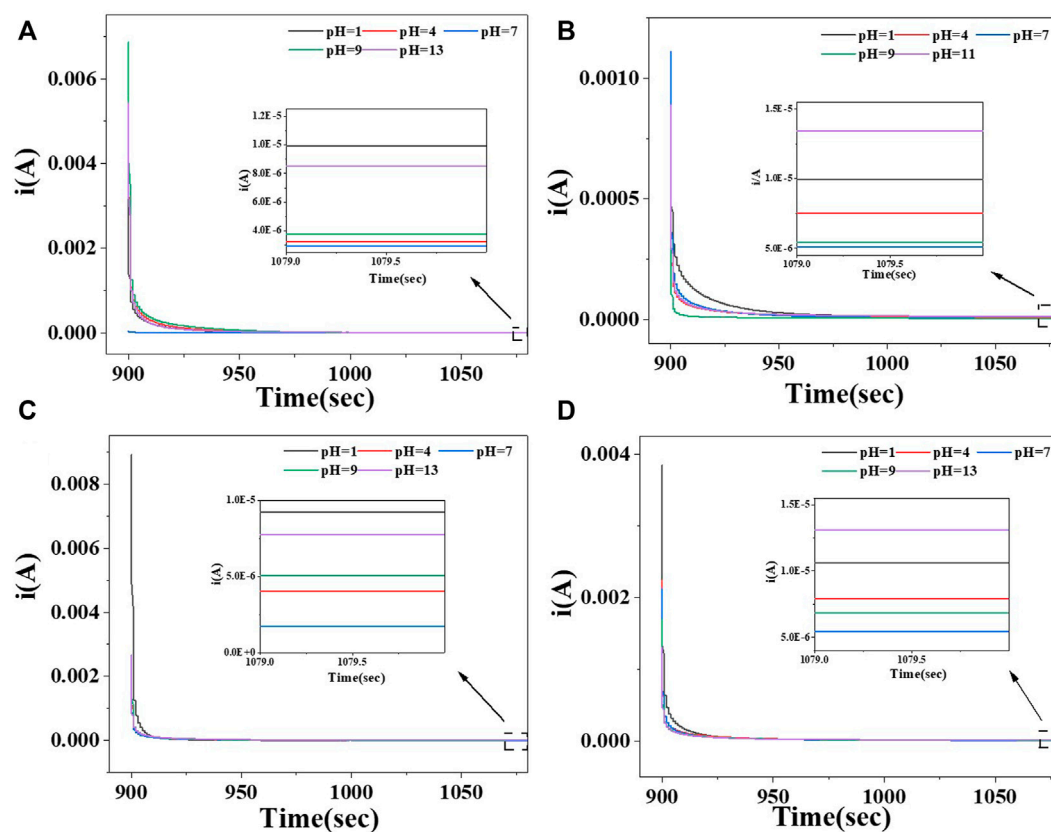 A
pH=1 pH=4 pH=7
pH=9 pH=13
0.006
0.004
0.002
0.000
i(A)
1.2E-5
1.0E-5
8.0E-6
6.0E-6
4.0E-6
i(A)
1079.0 1079.5
Time(sec)
900 950 1000 1050
Time(sec)
B
pH=1 pH=4 pH=7
pH=9 pH=11
0.0010
0.0005
0.0000
i(A)
1.5E-5
1.0E-5
5.0E-6
i/A
1079.0 1079.5
Time(sec)
900 950 1000 1050
Time(sec)
C
pH=1 pH=4 pH=7
pH=9 pH=13
0.008
0.006
0.004
0.002
0.000
i(A)
1.0E-5
5.0E-6
0.0E+0
i(A)
1079.0 1079.5
Time(sec)
900 950 1000 1050
Time(sec)
D
pH=1 pH=4 pH=7
pH=9 pH=13
0.004
0.002
0.000
i(A)
1.5E-5
1.0E-5
5.0E-6
i(A)
1079.0 1079.5
Time(sec)
900 950 1000 1050
Time(sec)